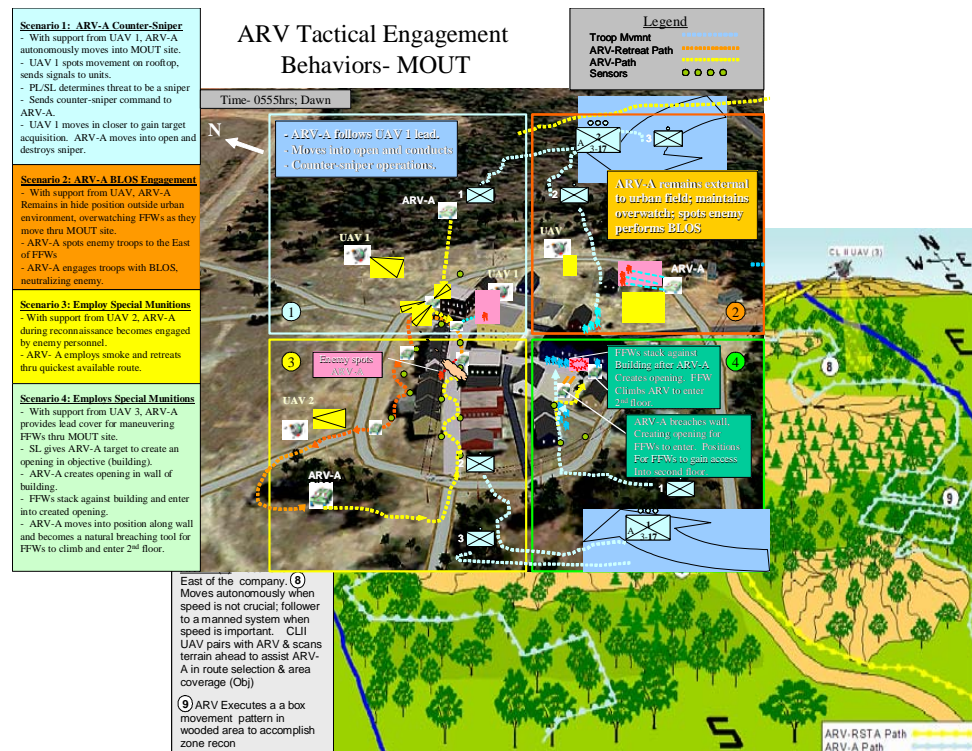 Scenario 1: ARV-A Counter-Sniper
- With support from UAV 1, ARV-A
autonomously moves into MOUT site.
- UAV 1 spots movement on rooftop,
sends signals to units.
- PL/SL determines threat to be a sniper
- Sends counter-sniper command to
ARV-A.
- UAV 1 moves in closer to gain target
acquisition. ARV-A moves into open and
destroys sniper.
Scenario 2: ARV-A BLOS Engagement
- With support from UAV, ARV-A
Remains in hide position outside urban
environment, overwatching FFWs as they
move thru MOUT site.
- ARV-A spots enemy troops to the East
of FFWs
- ARV-A engages troops with BLOS,
neutralizing enemy.
Scenario 3: Employ Special Munitions
- With support from UAV 2, ARV-A
during reconnaissance becomes engaged
by enemy personnel.
- ARV- A employs smoke and retreats
thru quickest available route.
Scenario 4: Employs Special Munitions
- With support from UAV 3, ARV-A
provides lead cover for maneuvering
FFWs thru MOUT site.
- SL gives ARV-A target to create an
opening in objective (building).
- ARV-A creates opening in wall of
building.
- FFWs stack against building and enter
into created opening.
- ARV-A moves into position along wall
and becomes a natural breaching tool for
FFWs to climb and enter 2nd floor.
ARV Tactical Engagement
Behaviors- MOUT
Legend
Troop Mvmnt
ARV-Retreat Path
ARV-Path
Sensors
Time- 0555hrs; Dawn
N
- ARV-A follows UAV 1 lead.
- Moves into open and conducts
- Counter-sniper operations.
2
A
3-17
3
1
2
ARV-A
ARV-A remains external
to urban field; maintains
overwatch; spots enemy
performs BLOS
UAV 1
UAV
UAV 1
ARV-A
1
2
3
4
Enemy spots
ARV-A
FFWs stack against
Building after ARV-A
Creates opening. FFW
Climbs ARV to enter
2nd floor.
UAV 2
ARV-A breaches wall.
Creating opening for
FFWs to enter. Positions
For FFWs to gain access
Into second floor.
ARV-A
1
3
1
A
3-17
N
W
E
S
CL II UAV (3)
8
9
East of the company. 8
Moves autonomously when
speed is not crucial; follower
to a manned system when
speed is important. CLII
UAV pairs with ARV & scans
terrain ahead to assist ARV-
A in route selection & area
coverage (Obj)
9 ARV Executes a a box
movement pattern in
wooded area to accomplish
zone recon
S
ARV-RSTA Path
ARV-A Path